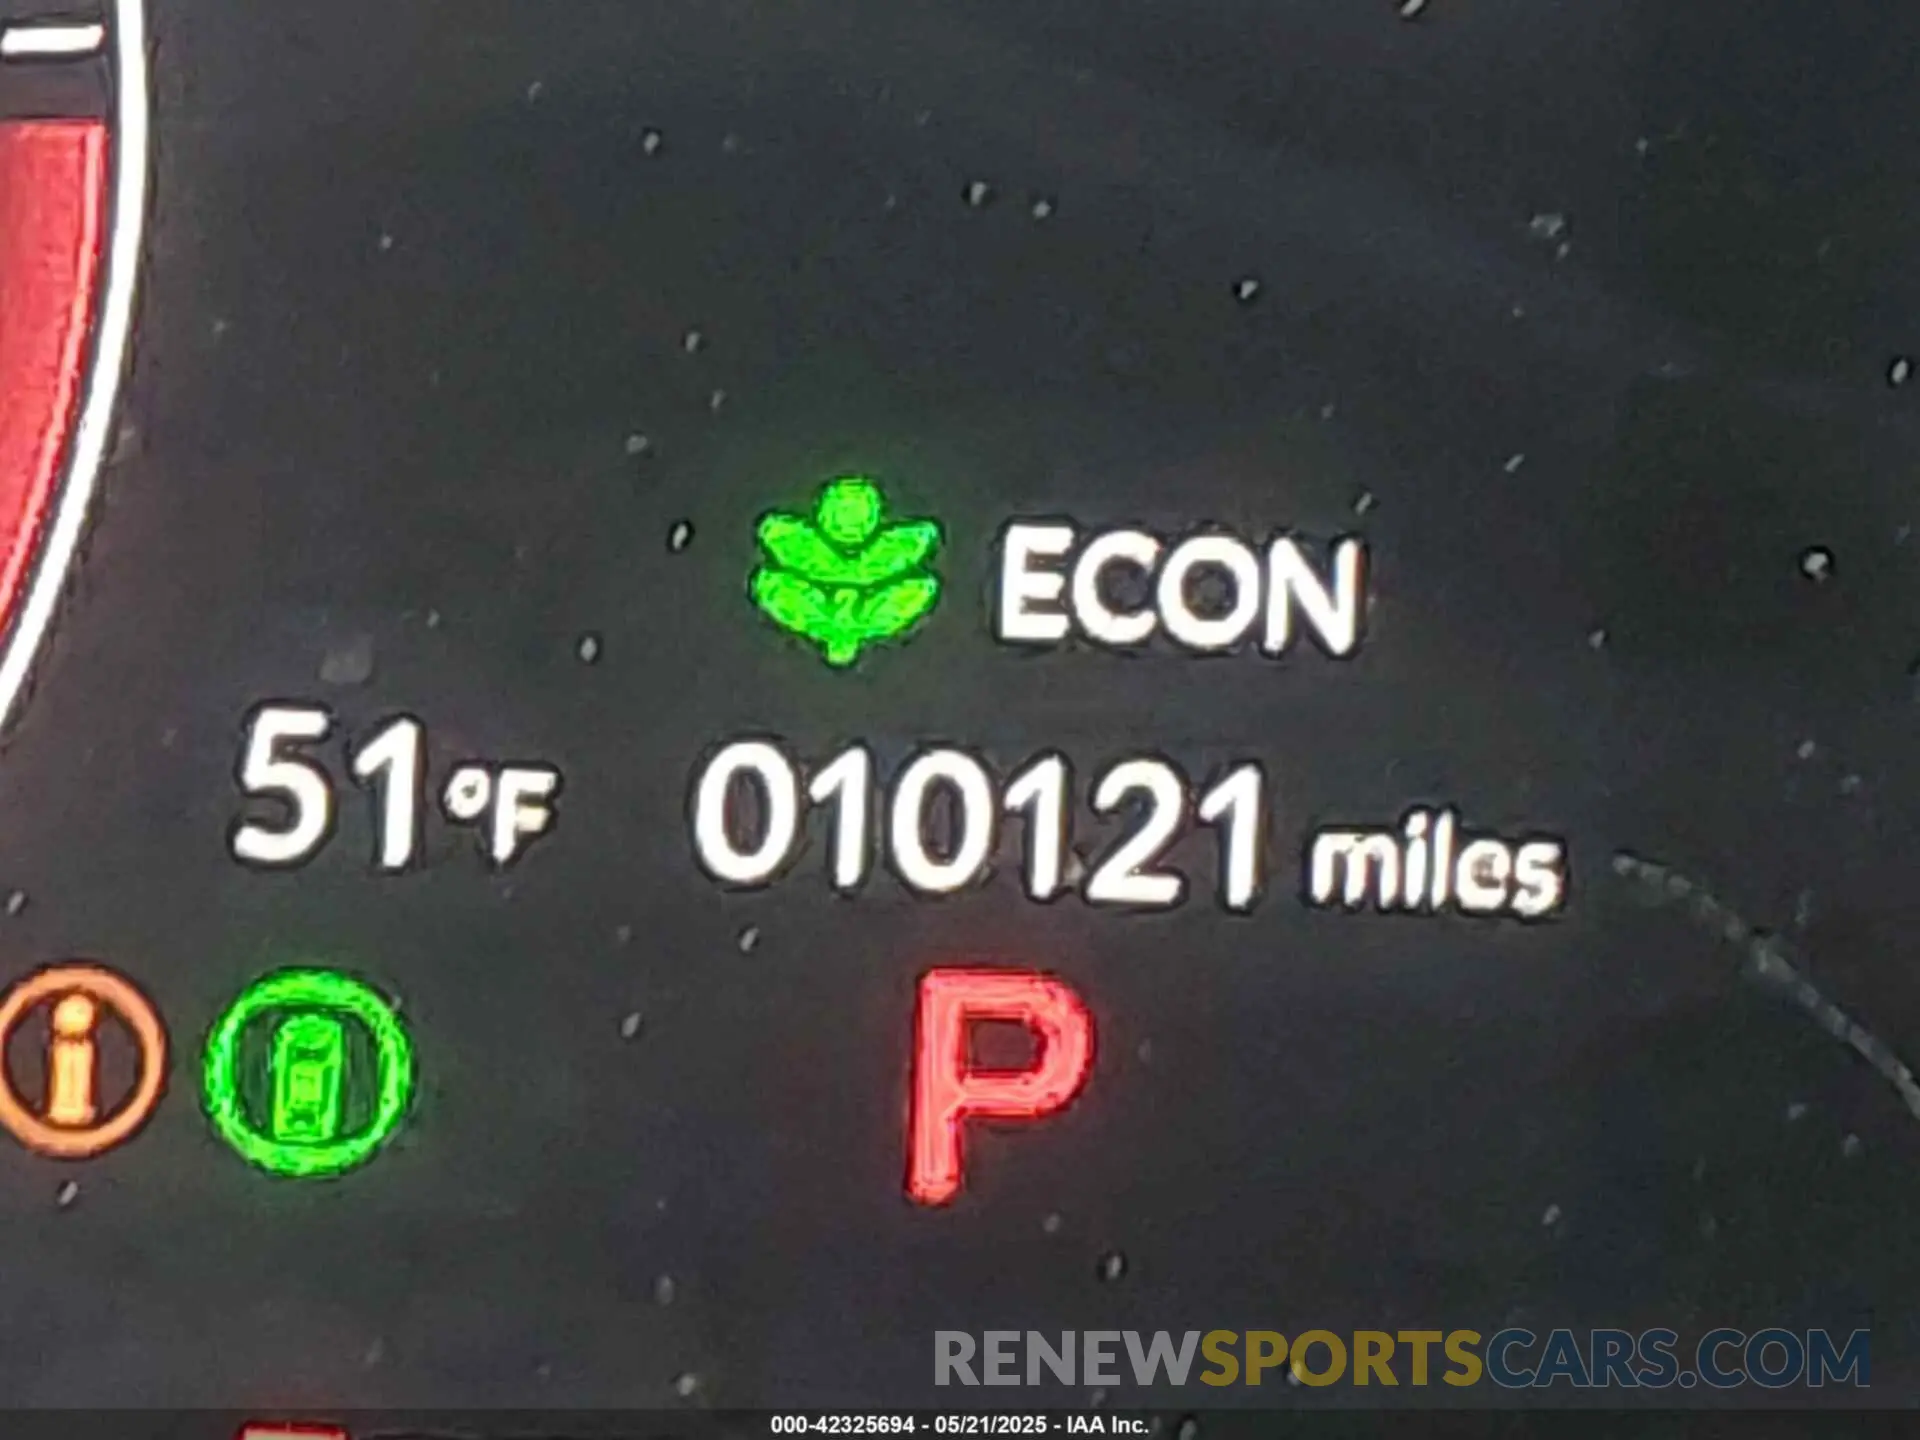 ECON
51°F 010121 miles
P
RENEWSPORTSCARS.COM
000-42325694 - 05/21/2025 - IAA Inc.